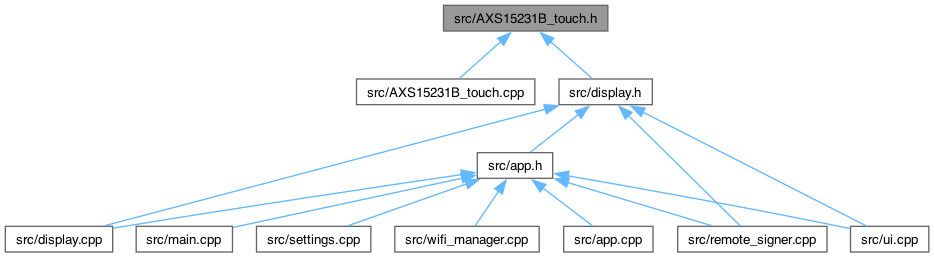 src/AXS15231B_touch.h
src/AXS15231B_touch.cpp
src/display.h
src/app.h
src/display.cpp
src/main.cpp
src/settings.cpp
src/wifi_manager.cpp
src/app.cpp
src/remote_signer.cpp
src/ui.cpp